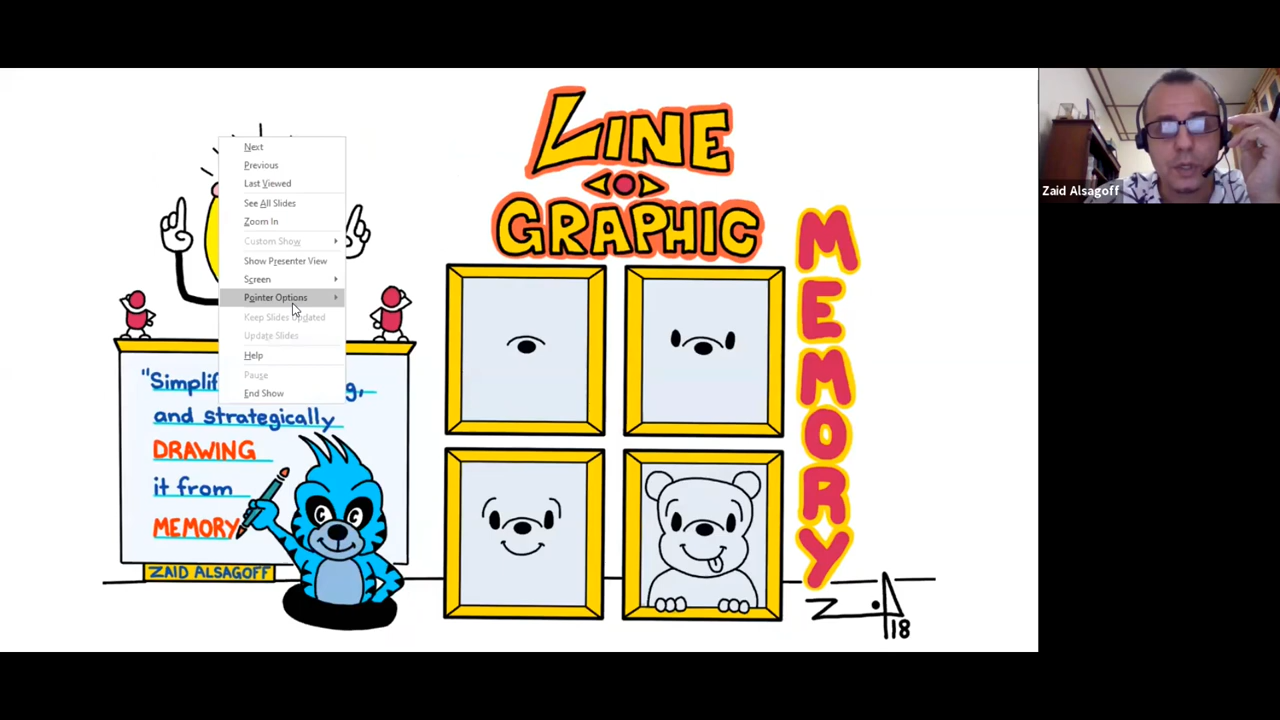 LINE
GRAPHIC
MEMORY
Next
Previous
Last Viewed
See All Slides
Zoom In
Custom Show
Show Presenter View
Screen
Pointer Options
Keep Slides Updated
Update Slides
Help
Pause
End Show
"Simplif g,
and strategically
DRAWING
it from
MEMORY
ZAID ALSAGOFF
18
Zaid Alsagoff